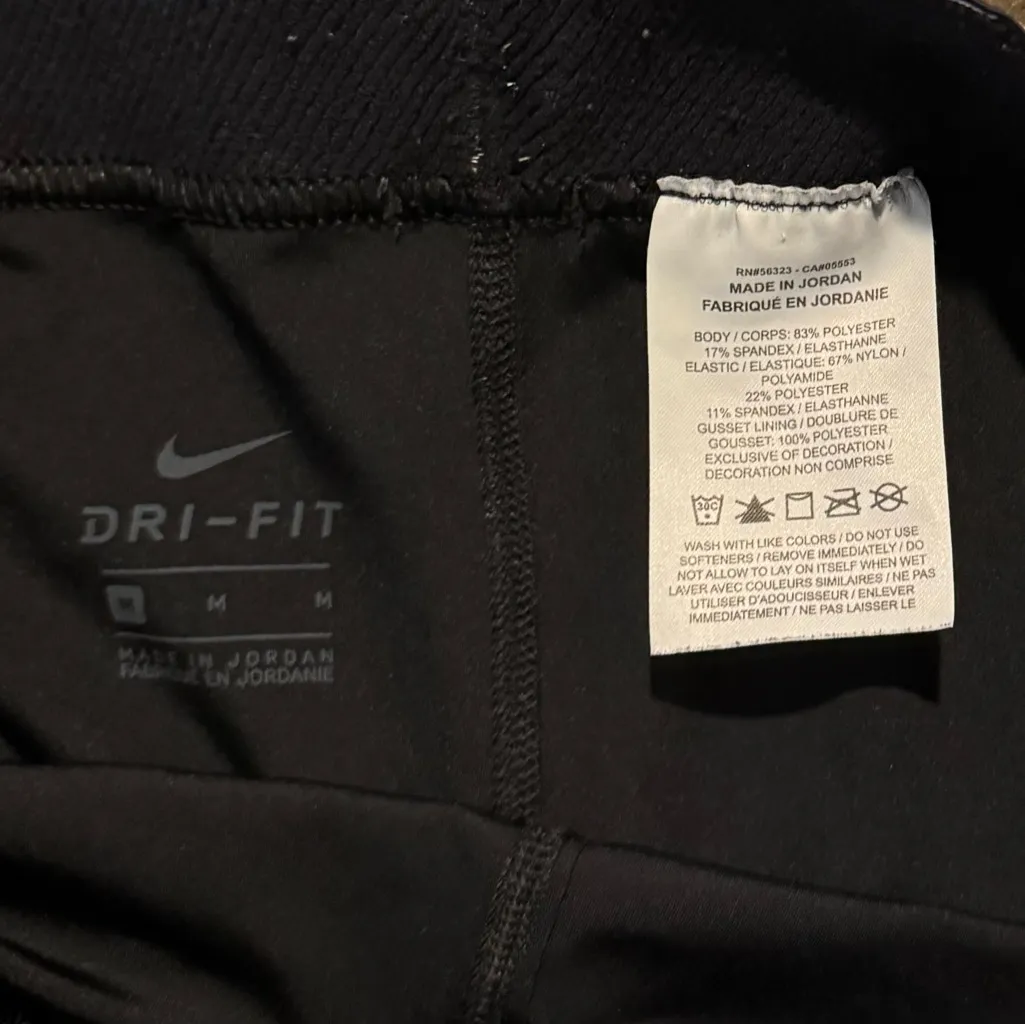 DRI-FIT
M M M
MADE IN JORDAN
FABRIQUÉ EN JORDANIE
RN#56323 - CA#05553
MADE IN JORDAN
FABRIQUÉ EN JORDANIE
BODY / CORPS: 83% POLYESTER
17% SPANDEX / ELASTHANNE
ELASTIC / ELASTIQUE: 67% NYLON /
POLYAMIDE
22% POLYESTER
11% SPANDEX / ELASTHANNE
GUSSET LINING / DOUBLURE DE
GOUSSET: 100% POLYESTER
EXCLUSIVE OF DECORATION /
DECORATION NON COMPRISE
30C
WASH WITH LIKE COLORS / DO NOT USE
SOFTENERS / REMOVE IMMEDIATELY / DO
NOT ALLOW TO LAY ON ITSELF WHEN WET
LAVER AVEC COULEURS SIMILAIRES / NE PAS
UTILISER D'ADOUCISSEUR / ENLEVER
IMMEDIATEMENT / NE PAS LAISSER LE